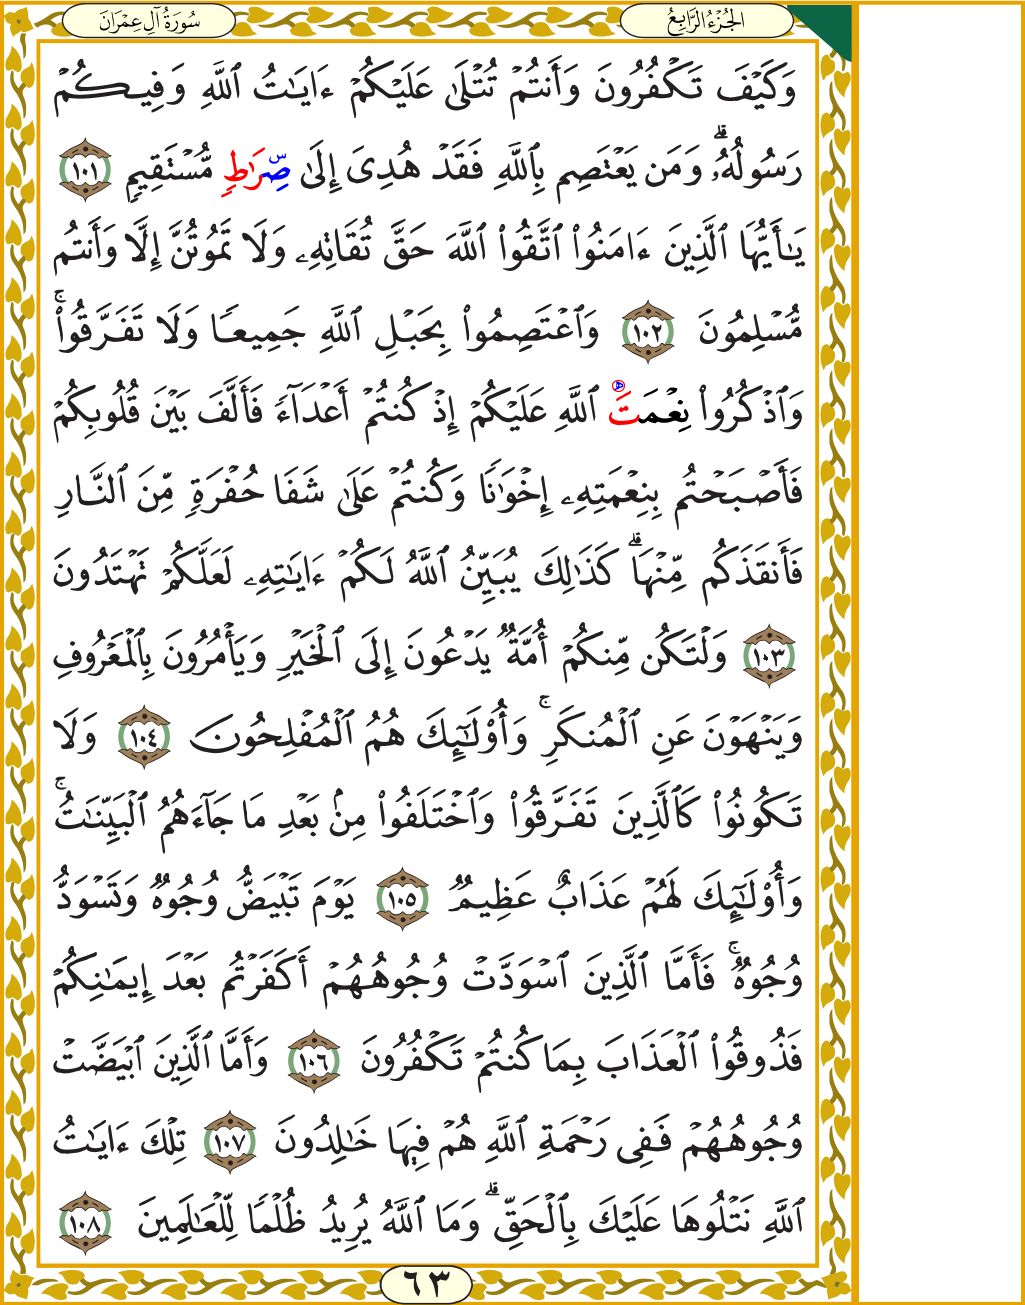 الجُزْءُ الرَّابِعُ
سُورَةُ آلِ عِمْرَان
وَكَيْفَ تَكْفُرُونَ وَأَنتُمْ تُتْلَىٰ عَلَيْكُمْ ءَايَـٰتُ ٱللَّهِ وَفِيكُمْ
رَسُولُهُۥ ۗ وَمَن يَعْتَصِم بِٱللَّهِ فَقَدْ هُدِىَ إِلَىٰ صِرَٰطٍ مُّسْتَقِيمٍ ١٠١
يَـٰٓأَيُّهَا ٱلَّذِينَ ءَامَنُوا۟ ٱتَّقُوا۟ ٱللَّهَ حَقَّ تُقَاتِهِۦ وَلَا تَمُوتُنَّ إِلَّا وَأَنتُم
مُّسْلِمُونَ ١٠٢ وَٱعْتَصِمُوا۟ بِحَبْلِ ٱللَّهِ جَمِيعًا وَلَا تَفَرَّقُوا۟ ۚ
وَٱذْكُرُوا۟ نِعْمَتَ ٱللَّهِ عَلَيْكُمْ إِذْ كُنتُمْ أَعْدَآءً فَأَلَّفَ بَيْنَ قُلُوبِكُمْ
فَأَصْبَحْتُم بِنِعْمَتِهِۦ إِخْوَٰنًا وَكُنتُمْ عَلَىٰ شَفَا حُفْرَةٍ مِّنَ ٱلنَّارِ
فَأَنقَذَكُم مِّنْهَا ۗ كَذَٰلِكَ يُبَيِّنُ ٱللَّهُ لَكُمْ ءَايَـٰتِهِۦ لَعَلَّكُمْ تَهْتَدُونَ
١٠٣ وَلْتَكُن مِّنكُمْ أُمَّةٌ يَدْعُونَ إِلَى ٱلْخَيْرِ وَيَأْمُرُونَ بِٱلْمَعْرُوفِ
وَيَنْهَوْنَ عَنِ ٱلْمُنكَرِ ۚ وَأُو۟لَـٰٓئِكَ هُمُ ٱلْمُفْلِحُونَ ١٠٤ وَلَا
تَكُونُوا۟ كَٱلَّذِينَ تَفَرَّقُوا۟ وَٱخْتَلَفُوا۟ مِنۢ بَعْدِ مَا جَآءَهُمُ ٱلْبَيِّنَـٰتُ ۚ
وَأُو۟لَـٰٓئِكَ لَهُمْ عَذَابٌ عَظِيمٌ ١٠٥ يَوْمَ تَبْيَضُّ وُجُوهٌ وَتَسْوَدُّ
وُجُوهٌ ۚ فَأَمَّا ٱلَّذِينَ ٱسْوَدَّتْ وُجُوهُهُمْ أَكَفَرْتُم بَعْدَ إِيمَـٰنِكُمْ
فَذُوقُوا۟ ٱلْعَذَابَ بِمَا كُنتُمْ تَكْفُرُونَ ١٠٦ وَأَمَّا ٱلَّذِينَ ٱبْيَضَّتْ
وُجُوهُهُمْ فَفِى رَحْمَةِ ٱللَّهِ هُمْ فِيهَا خَـٰلِدُونَ ١٠٧ تِلْكَ ءَايَـٰتُ
ٱللَّهِ نَتْلُوهَا عَلَيْكَ بِٱلْحَقِّ ۗ وَمَا ٱللَّهُ يُرِيدُ ظُلْمًا لِّلْعَـٰلَمِينَ ١٠٨
٦٣